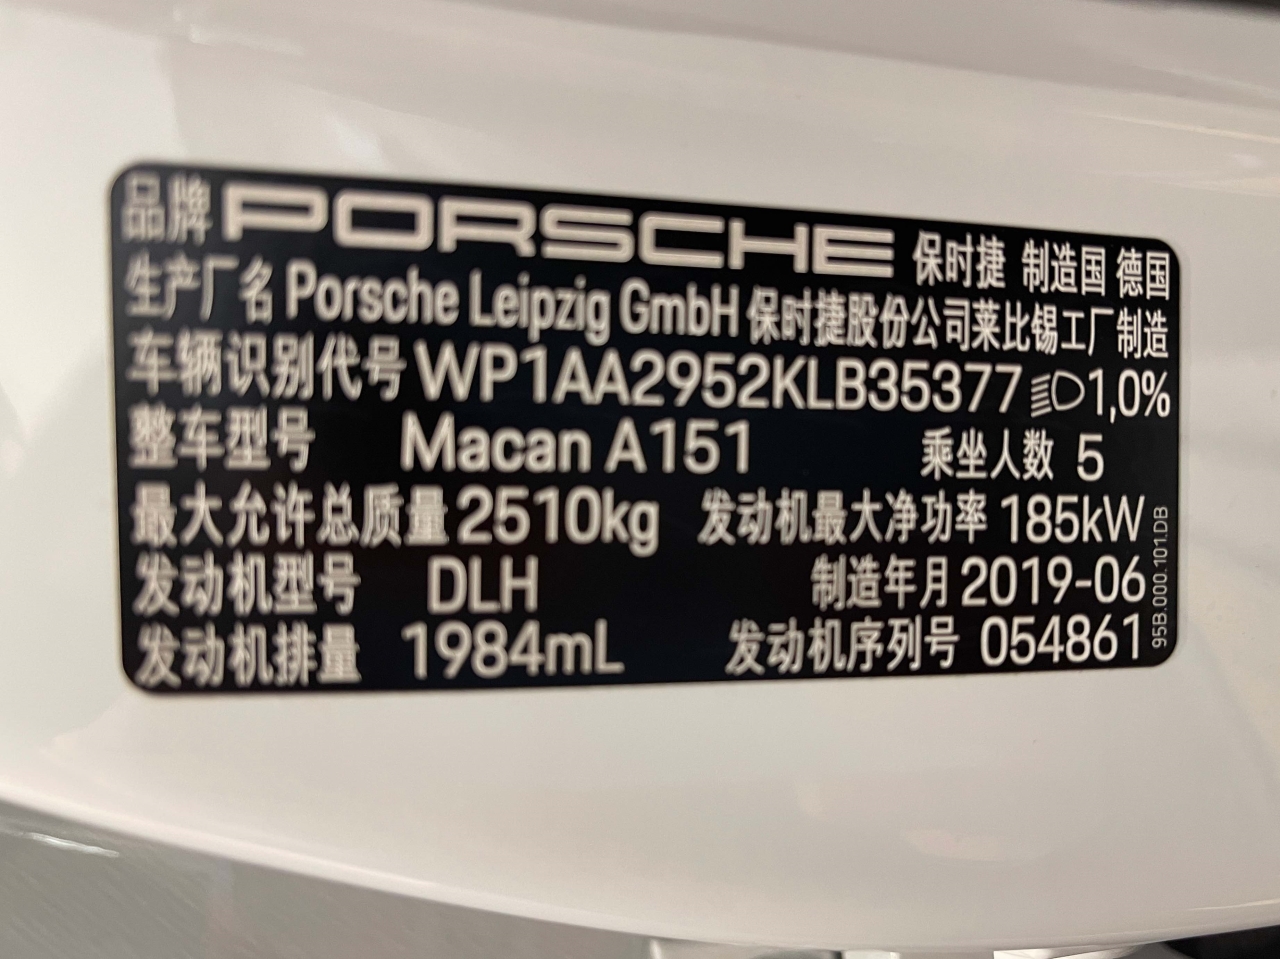 品牌 PORSCHE 保时捷 制造国 德国
生产厂名 Porsche Leipzig GmbH 保时捷股份公司莱比锡工厂制造
车辆识别代号 WP1AA2952KLB35377 1,0%
整车型号 Macan A151 乘坐人数 5
最大允许总质量 2510kg 发动机最大净功率 185kW
发动机型号 DLH 制造年月 2019-06
发动机排量 1984mL 发动机序列号 054861
95B.000.101.DB